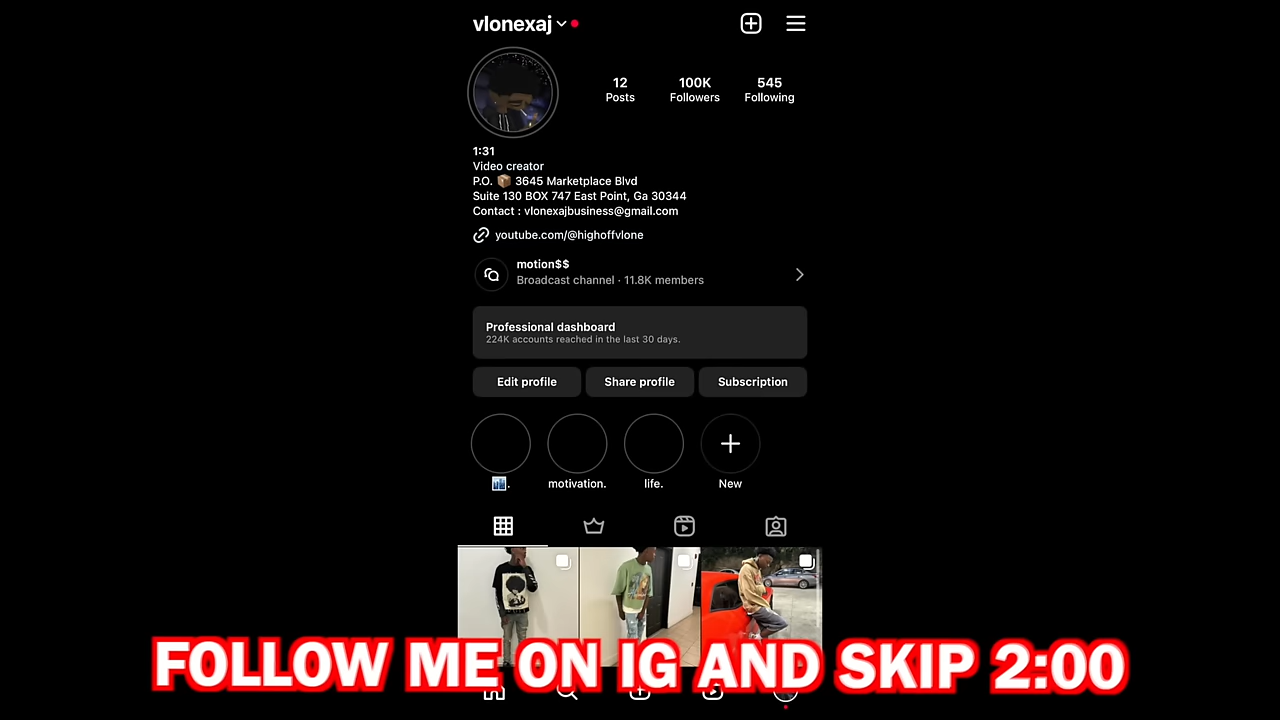 vlonexaj
12
Posts
100K
Followers
545
Following
1:31
Video creator
P.O. 📦 3645 Marketplace Blvd
Suite 130 BOX 747 East Point, Ga 30344
Contact : vlonexajbusiness@gmail.com
youtube.com/@highoffvlone
motion$$
Broadcast channel · 11.8K members
Professional dashboard
224K accounts reached in the last 30 days.
Edit profile
Share profile
Subscription
🏙️.
motivation.
life.
New
FOLLOW ME ON IG AND SKIP 2:00